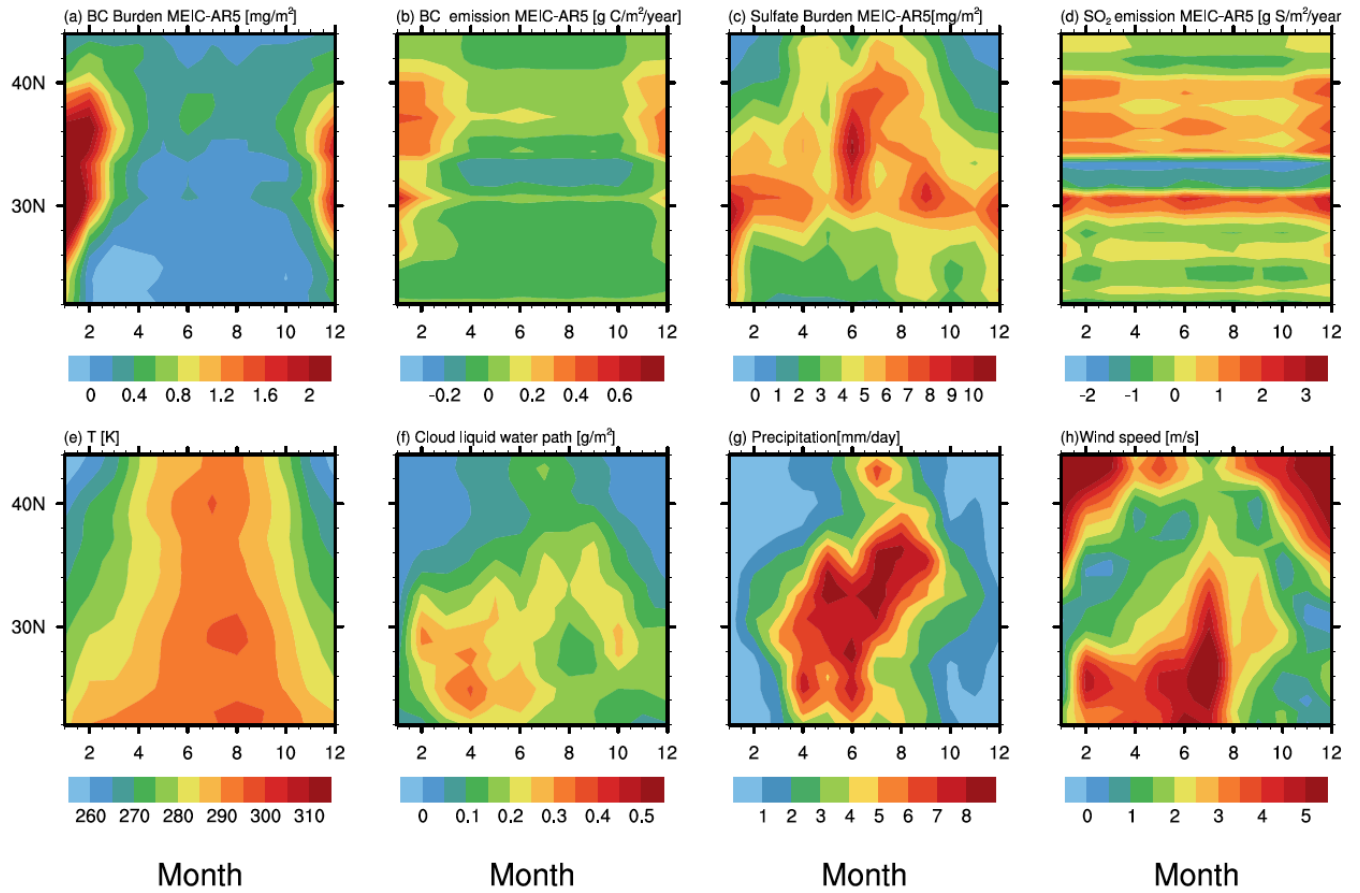 (a) BC Burden MEIC-AR5 [mg/m²]
(b) BC emission MEIC-AR5 [g C/m²/year]
(c) Sulfate Burden MEIC-AR5[mg/m²]
(d) SO₂ emission MEIC-AR5 [g S/m²/year
40N
30N
2 4 6 8 10 12
2 4 6 8 10 12
2 4 6 8 10 12
2 4 6 8 10 12
0 0.4 0.8 1.2 1.6 2
-0.2 0 0.2 0.4 0.6
0 1 2 3 4 5 6 7 8 9 10
-2 -1 0 1 2 3
(e) T [K]
(f) Cloud liquid water path [g/m²]
(g) Precipitation[mm/day]
(h)Wind speed [m/s]
40N
30N
2 4 6 8 10 12
2 4 6 8 10 12
2 4 6 8 10 12
2 4 6 8 10 12
260 270 280 290 300 310
0 0.1 0.2 0.3 0.4 0.5
1 2 3 4 5 6 7 8
0 1 2 3 4 5
Month
Month
Month
Month